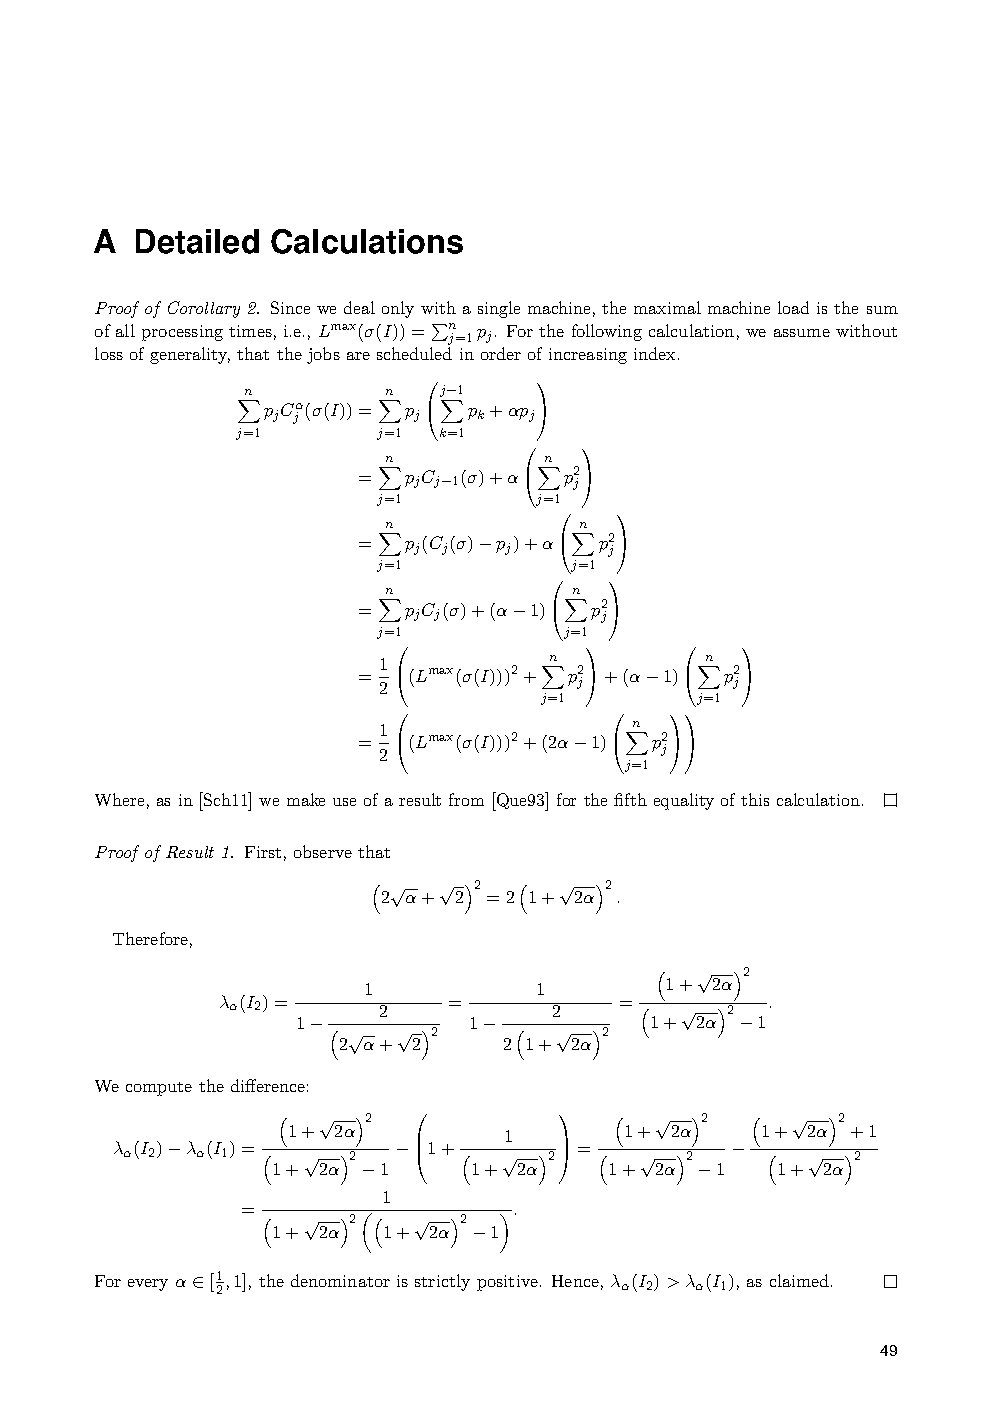 A Detailed Calculations
Proof of Corollary 2. Since we deal only with a single machine, the maximal machine load is the sum
of all processing times, i.e., L^max(σ(I)) = ∑_{j=1}^n p_j. For the following calculation, we assume without
loss of generality, that the jobs are scheduled in order of increasing index.
∑_{j=1}^n p_j C_j^α(σ(I)) = ∑_{j=1}^n p_j (∑_{k=1}^{j−1} p_k + αp_j)
= ∑_{j=1}^n p_j C_{j−1}(σ) + α (∑_{j=1}^n p_j^2)
= ∑_{j=1}^n p_j (C_j(σ) − p_j) + α (∑_{j=1}^n p_j^2)
= ∑_{j=1}^n p_j C_j(σ) + (α − 1) (∑_{j=1}^n p_j^2)
= 1/2 ((L^max(σ(I)))^2 + ∑_{j=1}^n p_j^2) + (α − 1) (∑_{j=1}^n p_j^2)
= 1/2 ((L^max(σ(I)))^2 + (2α − 1) (∑_{j=1}^n p_j^2))
Where, as in [Sch11] we make use of a result from [Que93] for the fifth equality of this calculation. □
Proof of Result 1. First, observe that
(2√α + √2)^2 = 2 (1 + √2α)^2.
Therefore,
λ_α(I_2) = 1 / (1 − 2 / (2√α + √2)^2) = 1 / (1 − 2 / (2 (1 + √2α)^2)) = (1 + √2α)^2 / ((1 + √2α)^2 − 1).
We compute the difference:
λ_α(I_2) − λ_α(I_1) = (1 + √2α)^2 / ((1 + √2α)^2 − 1) − (1 + 1 / (1 + √2α)^2) = (1 + √2α)^2 / ((1 + √2α)^2 − 1) − ((1 + √2α)^2 + 1) / (1 + √2α)^2
= 1 / ((1 + √2α)^2 ((1 + √2α)^2 − 1)).
For every α ∈ [1/2, 1], the denominator is strictly positive. Hence, λ_α(I_2) > λ_α(I_1), as claimed. □
49